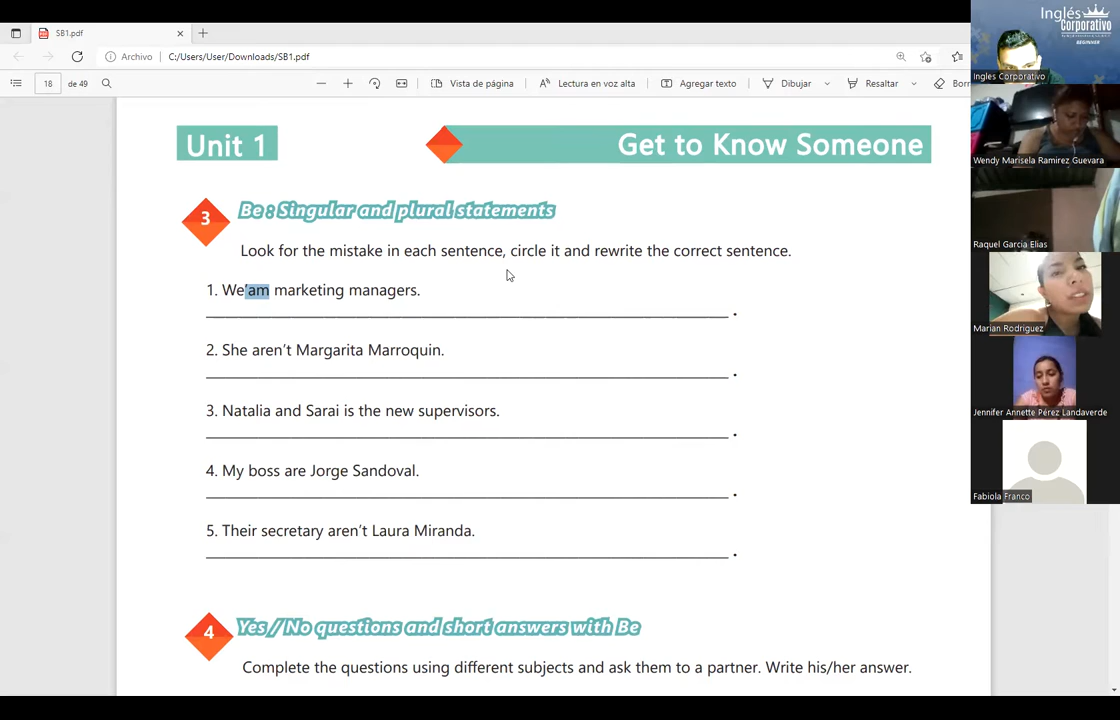 SB1.pdf
Archivo C:/Users/User/Downloads/SB1.pdf
18 de 49 Vista de página Lectura en voz alta Agregar texto Dibujar Resaltar Borr
Unit 1 Get to Know Someone
3 Be : Singular and plural statements
Look for the mistake in each sentence, circle it and rewrite the correct sentence.
1. We'am marketing managers.
2. She aren't Margarita Marroquin.
3. Natalia and Sarai is the new supervisors.
4. My boss are Jorge Sandoval.
5. Their secretary aren't Laura Miranda.
4 Yes / No questions and short answers with Be
Complete the questions using different subjects and ask them to a partner. Write his/her answer.
Inglés
Corporativo
BEGINNER
Ingles Corporativo
Wendy Marisela Ramirez Guevara
Raquel Garcia Elias
Marian Rodriguez
Jennifer Annette Pérez Landaverde
Fabiola Franco